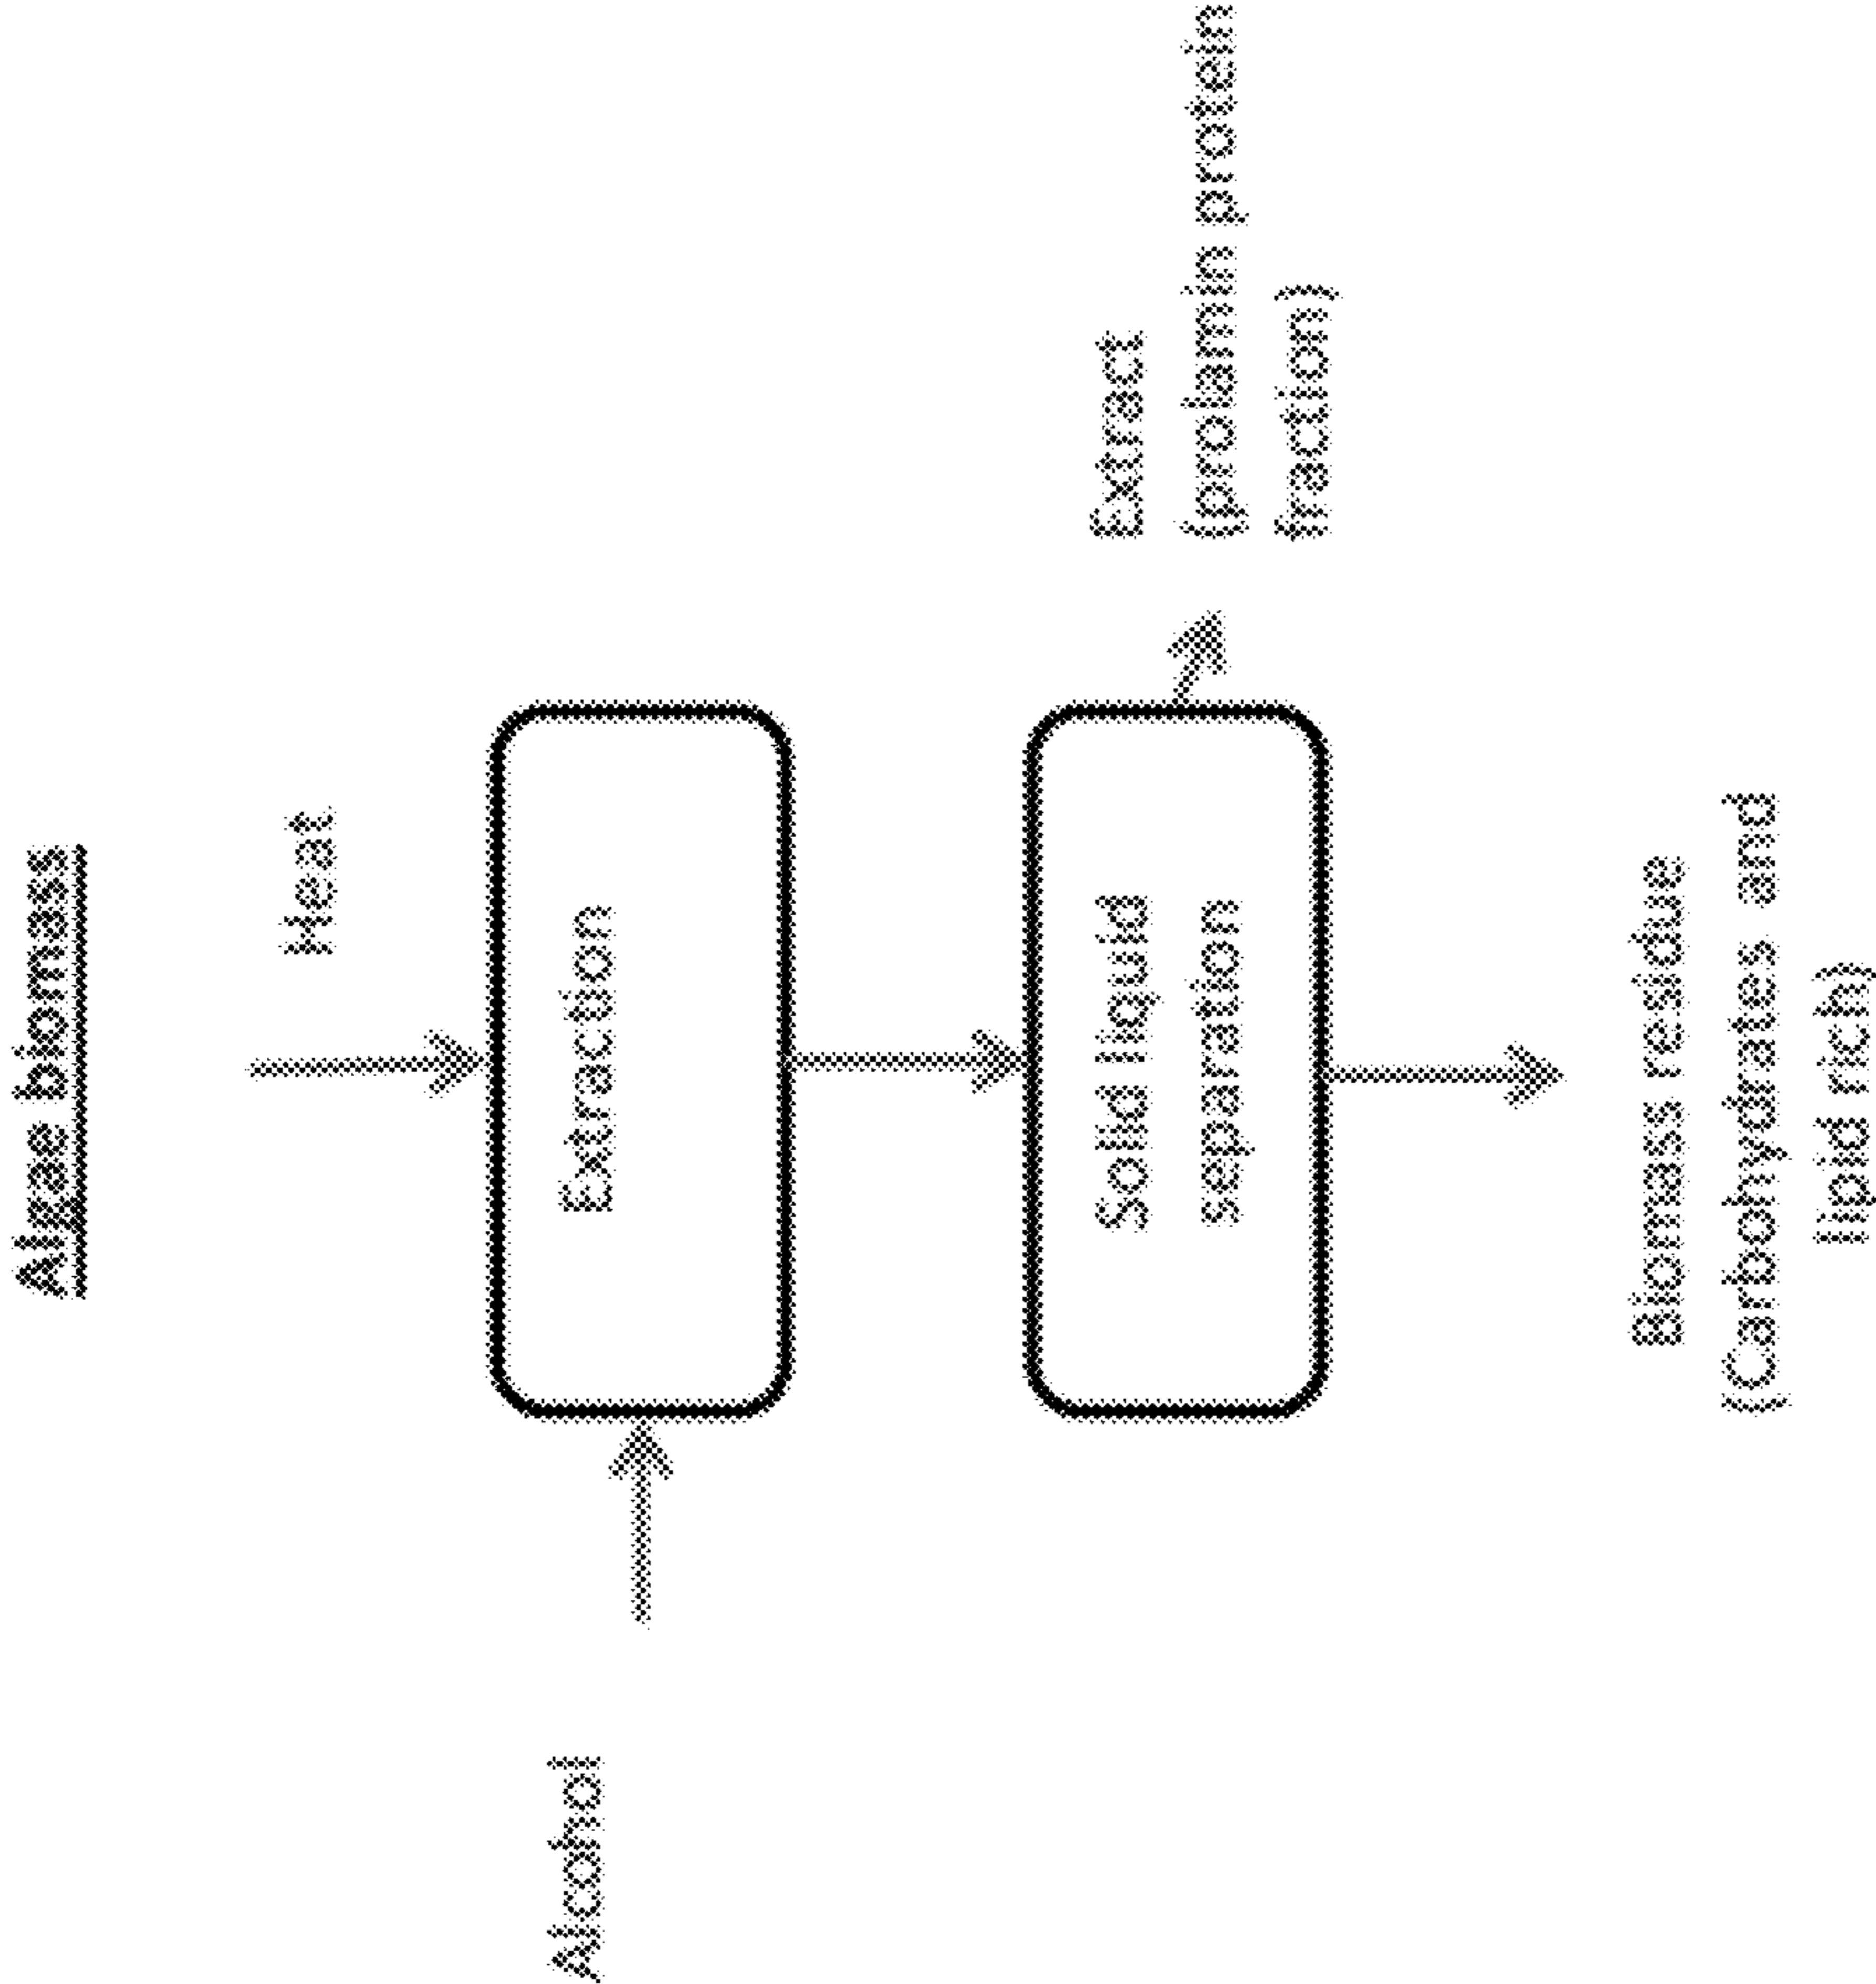 Algae biomass
Heat
Alcohol
Extraction
Solid liquid
separation
Extract
(prolamin protein
fraction)
Biomass residue
(Carbohydrates and
lipid rich)